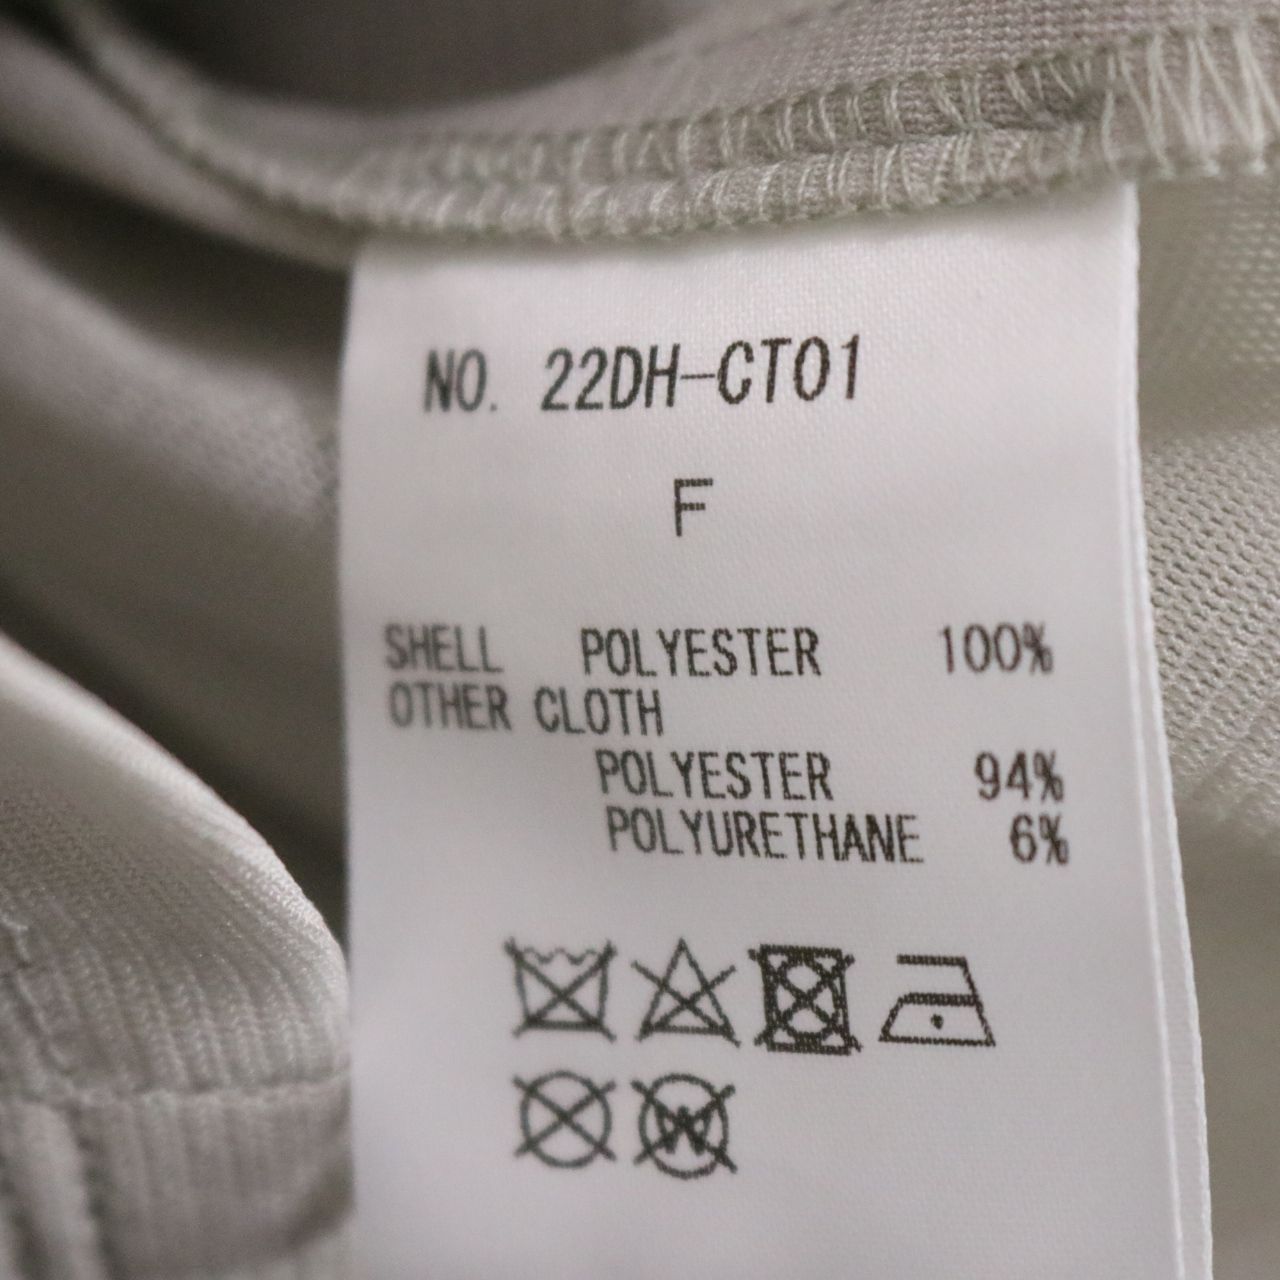 NO. 22DH-CT01
F
SHELL POLYESTER 100%
OTHER CLOTH
POLYESTER 94%
POLYURETHANE 6%
W